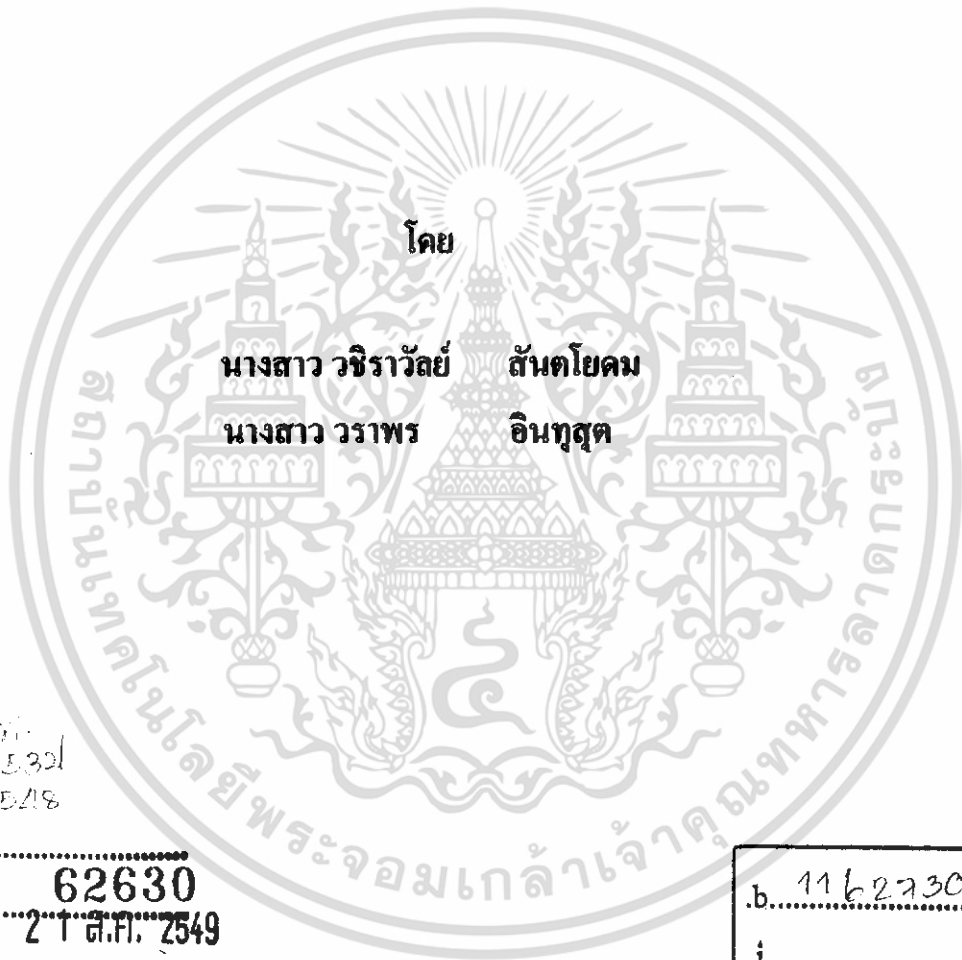 โดย
นางสาว วชิราวัลย์ สันตโยดม
นางสาว วราพร อินทุสุต
สถาบันเทคโนโลยีพระจอมเกล้าเจ้าคุณทหารลาดกระบัง
๔
62630
21 ส.ค. 2549
.b. 1162730
i